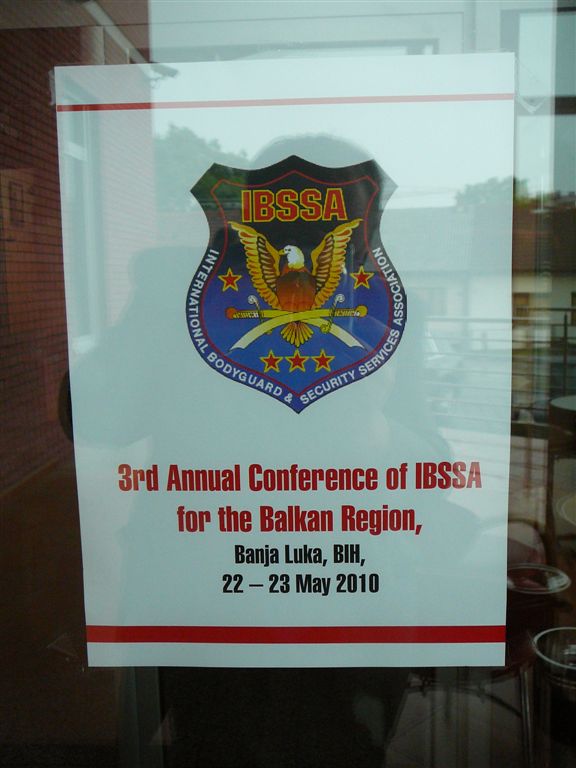 IBSSA
INTERNATIONAL BODYGUARD & SECURITY SERVICES ASSOCIATION
3rd Annual Conference of IBSSA
for the Balkan Region,
Banja Luka, BIH,
22 – 23 May 2010